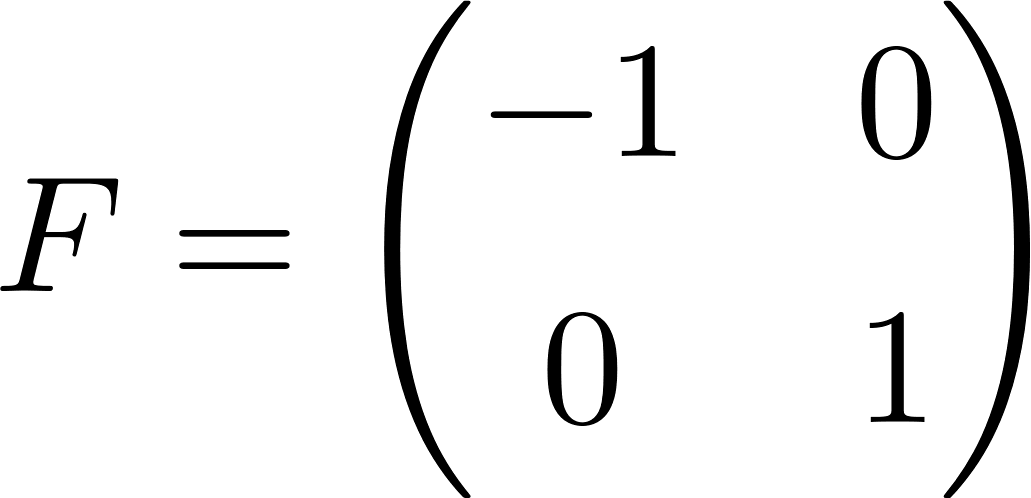 F = ( −1 0
0 1 )